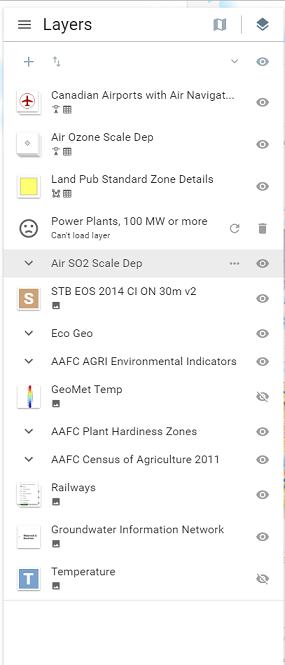 Layers
Canadian Airports with Air Navigat...
Air Ozone Scale Dep
Land Pub Standard Zone Details
Power Plants, 100 MW or more
Can't load layer
Air SO2 Scale Dep
S
STB EOS 2014 CI ON 30m v2
Eco Geo
AAFC AGRI Environmental Indicators
GeoMet Temp
AAFC Plant Hardiness Zones
AAFC Census of Agriculture 2011
Railways
Groundwater Information Network
T
Temperature